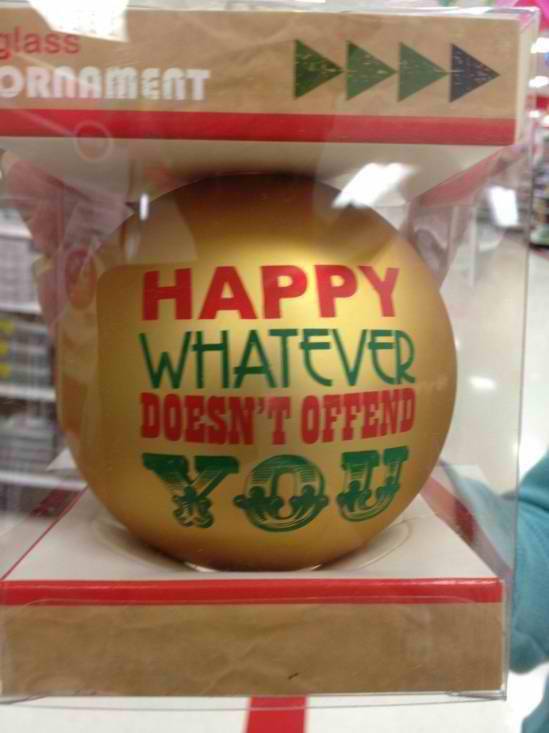 glass
ORNAMENT
HAPPY
WHATEVER
DOESN'T OFFEND
YOU